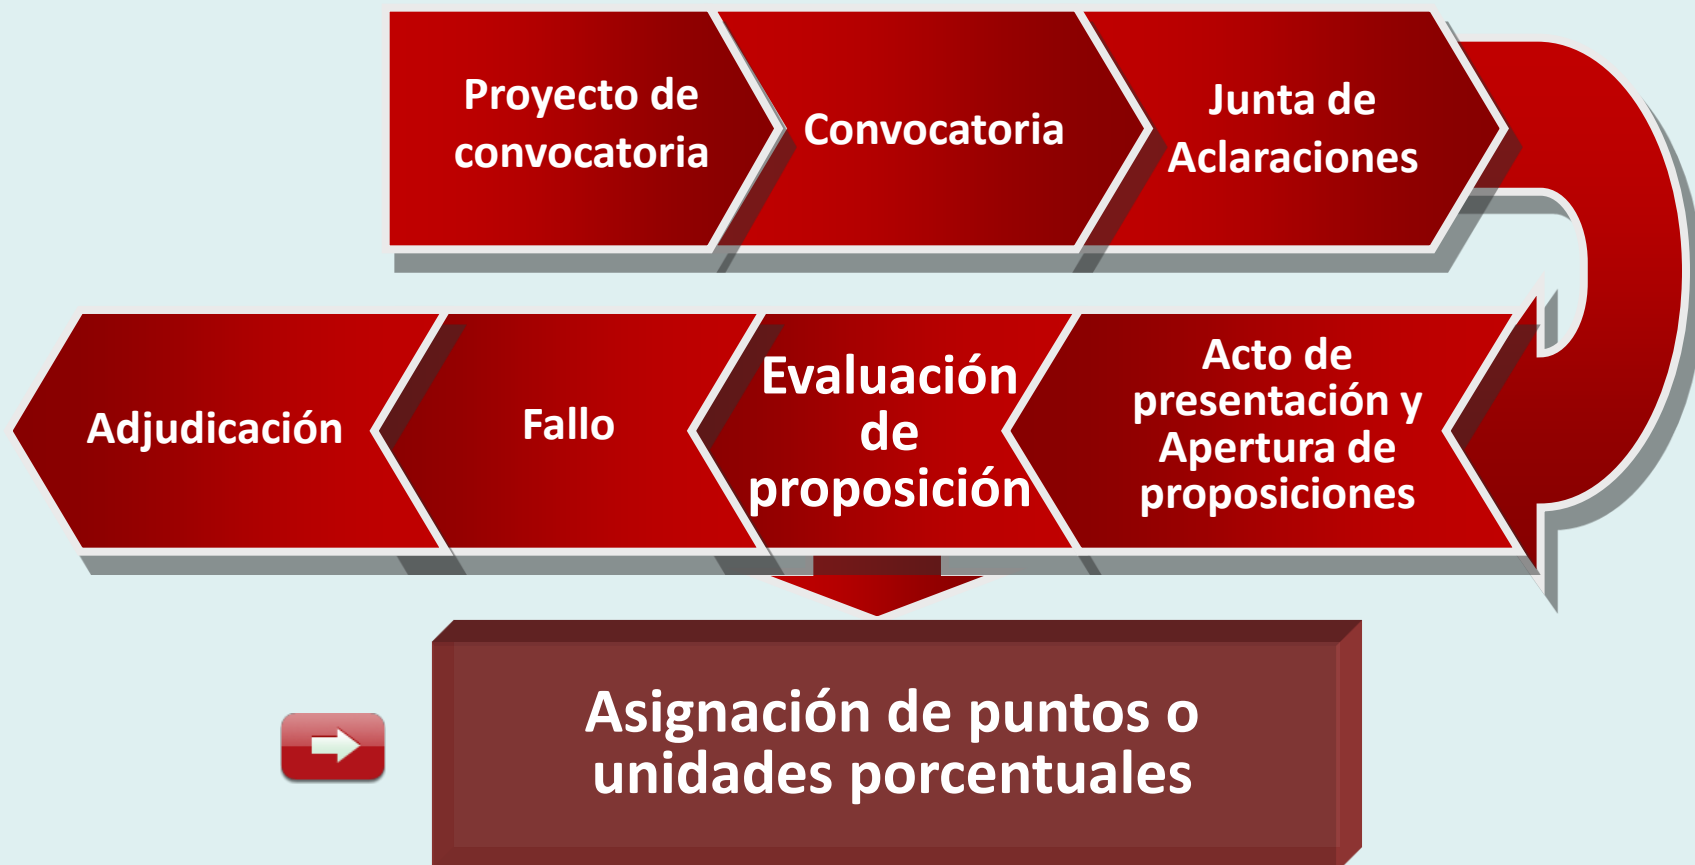 Proyecto de
convocatoria
Convocatoria
Junta de
Aclaraciones
Acto de
presentación y
Apertura de
proposiciones
Evaluación
de
proposición
Fallo
Adjudicación
Asignación de puntos o
unidades porcentuales